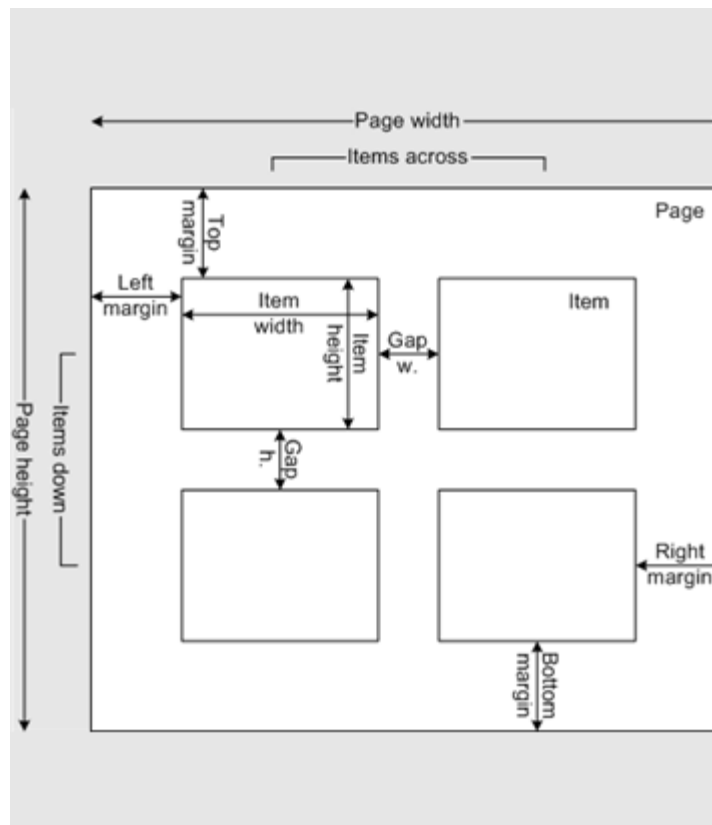 Page width
Items across
Page
Top
margin
Left
margin
Item
width
Item
height
Item
Gap
w.
Items down
Page height
Gap
h.
Right
margin
Bottom
margin